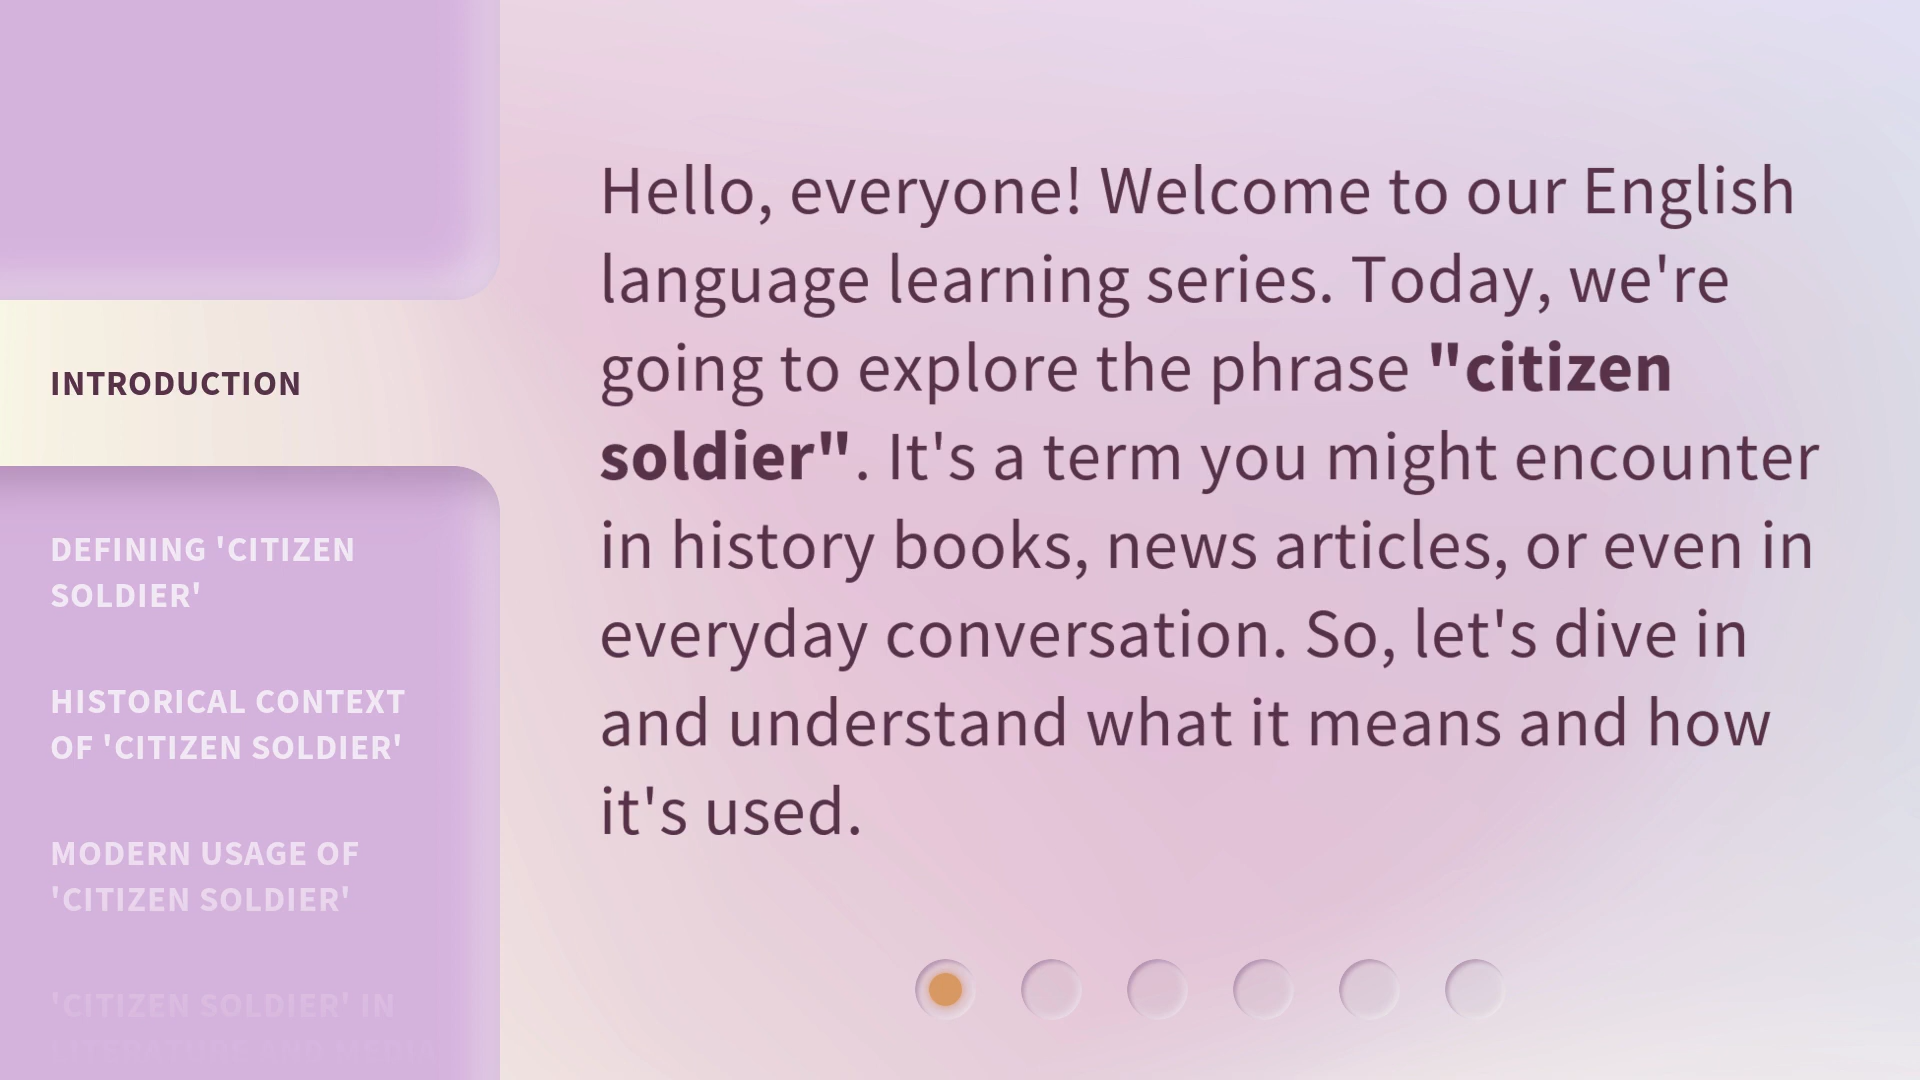 INTRODUCTION
DEFINING 'CITIZEN
SOLDIER'
HISTORICAL CONTEXT
OF 'CITIZEN SOLDIER'
MODERN USAGE OF
'CITIZEN SOLDIER'
'CITIZEN SOLDIER' IN
LITERATURE AND MEDIA
Hello, everyone! Welcome to our English
language learning series. Today, we're
going to explore the phrase "citizen
soldier". It's a term you might encounter
in history books, news articles, or even in
everyday conversation. So, let's dive in
and understand what it means and how
it's used.